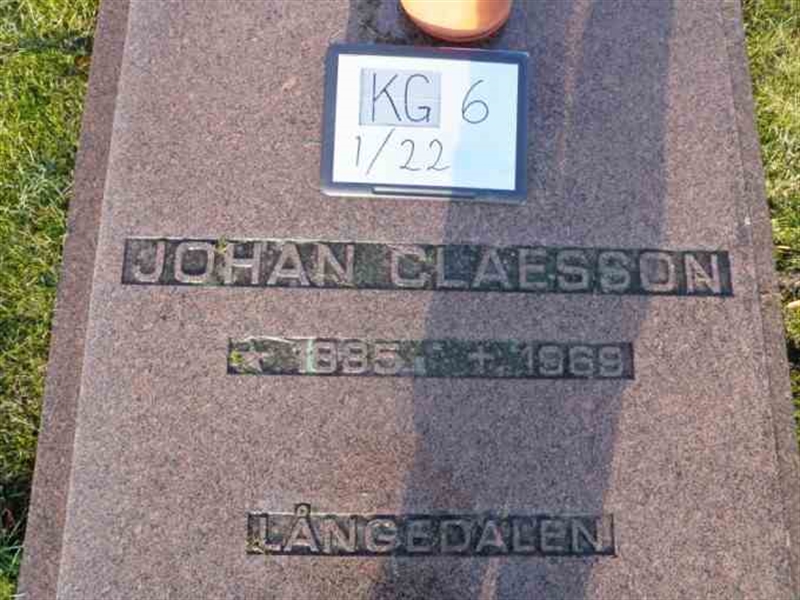 KG 6
1/22
JOHAN CLAESSON
★ 1885 ✝ 1969
LÅNGEDALEN